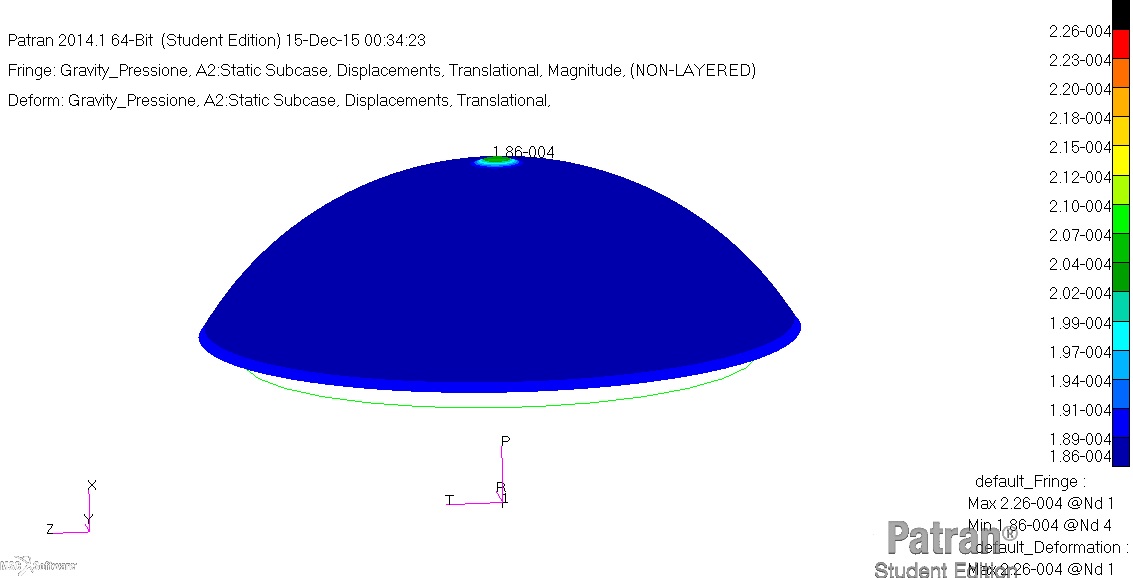 Patran 2014.1 64-Bit (Student Edition) 15-Dec-15 00:34:23
Fringe: Gravity_Pressione, A2:Static Subcase, Displacements, Translational, Magnitude, (NON-LAYERED)
Deform: Gravity_Pressione, A2:Static Subcase, Displacements, Translational,
2.26-004
2.23-004
2.20-004
2.18-004
2.15-004
2.12-004
2.10-004
2.07-004
2.04-004
2.02-004
1.99-004
1.97-004
1.94-004
1.91-004
1.89-004
1.86-004
1.86-004
P
R
T
1
X
Y
Z
default_Fringe :
Max 2.26-004 @Nd 1
Min 1.86-004 @Nd 4
default_Deformation :
Max 2.26-004 @Nd 1
Patran®
Student Edition
MSC Software